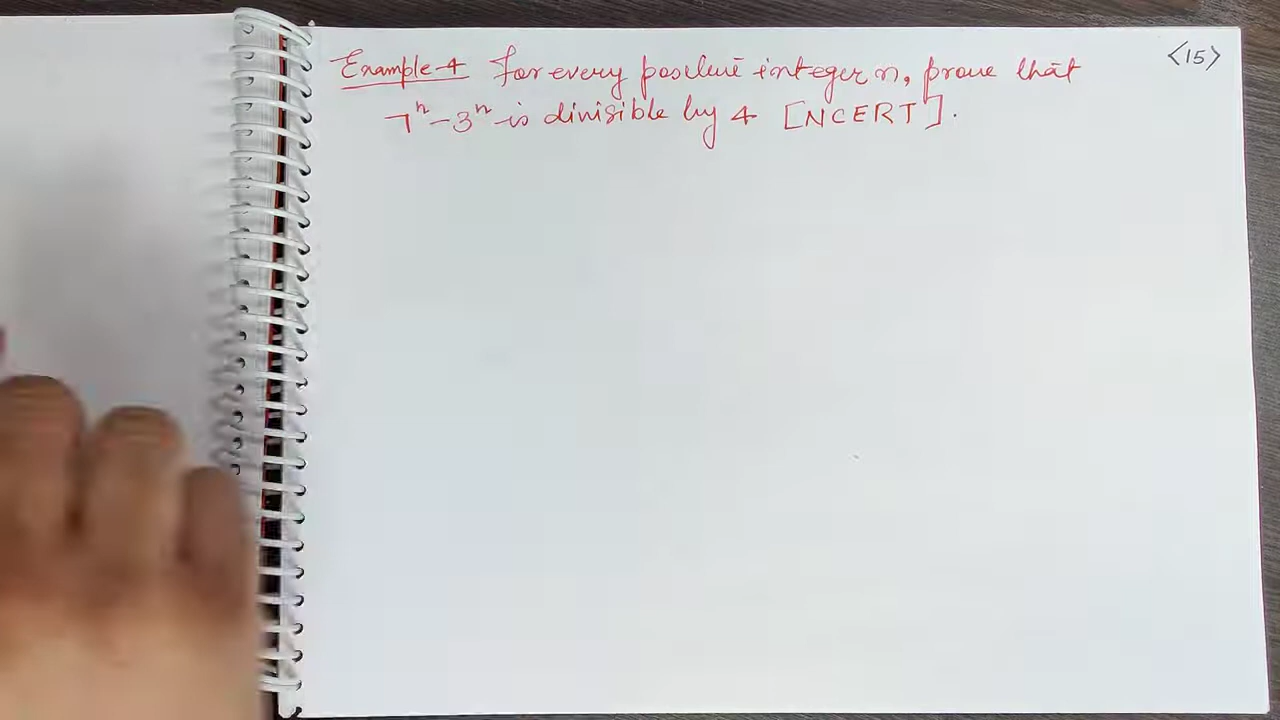 Example-4 For every positive integer n, prove that <15>
7ⁿ-3ⁿ is divisible by 4 [NCERT].